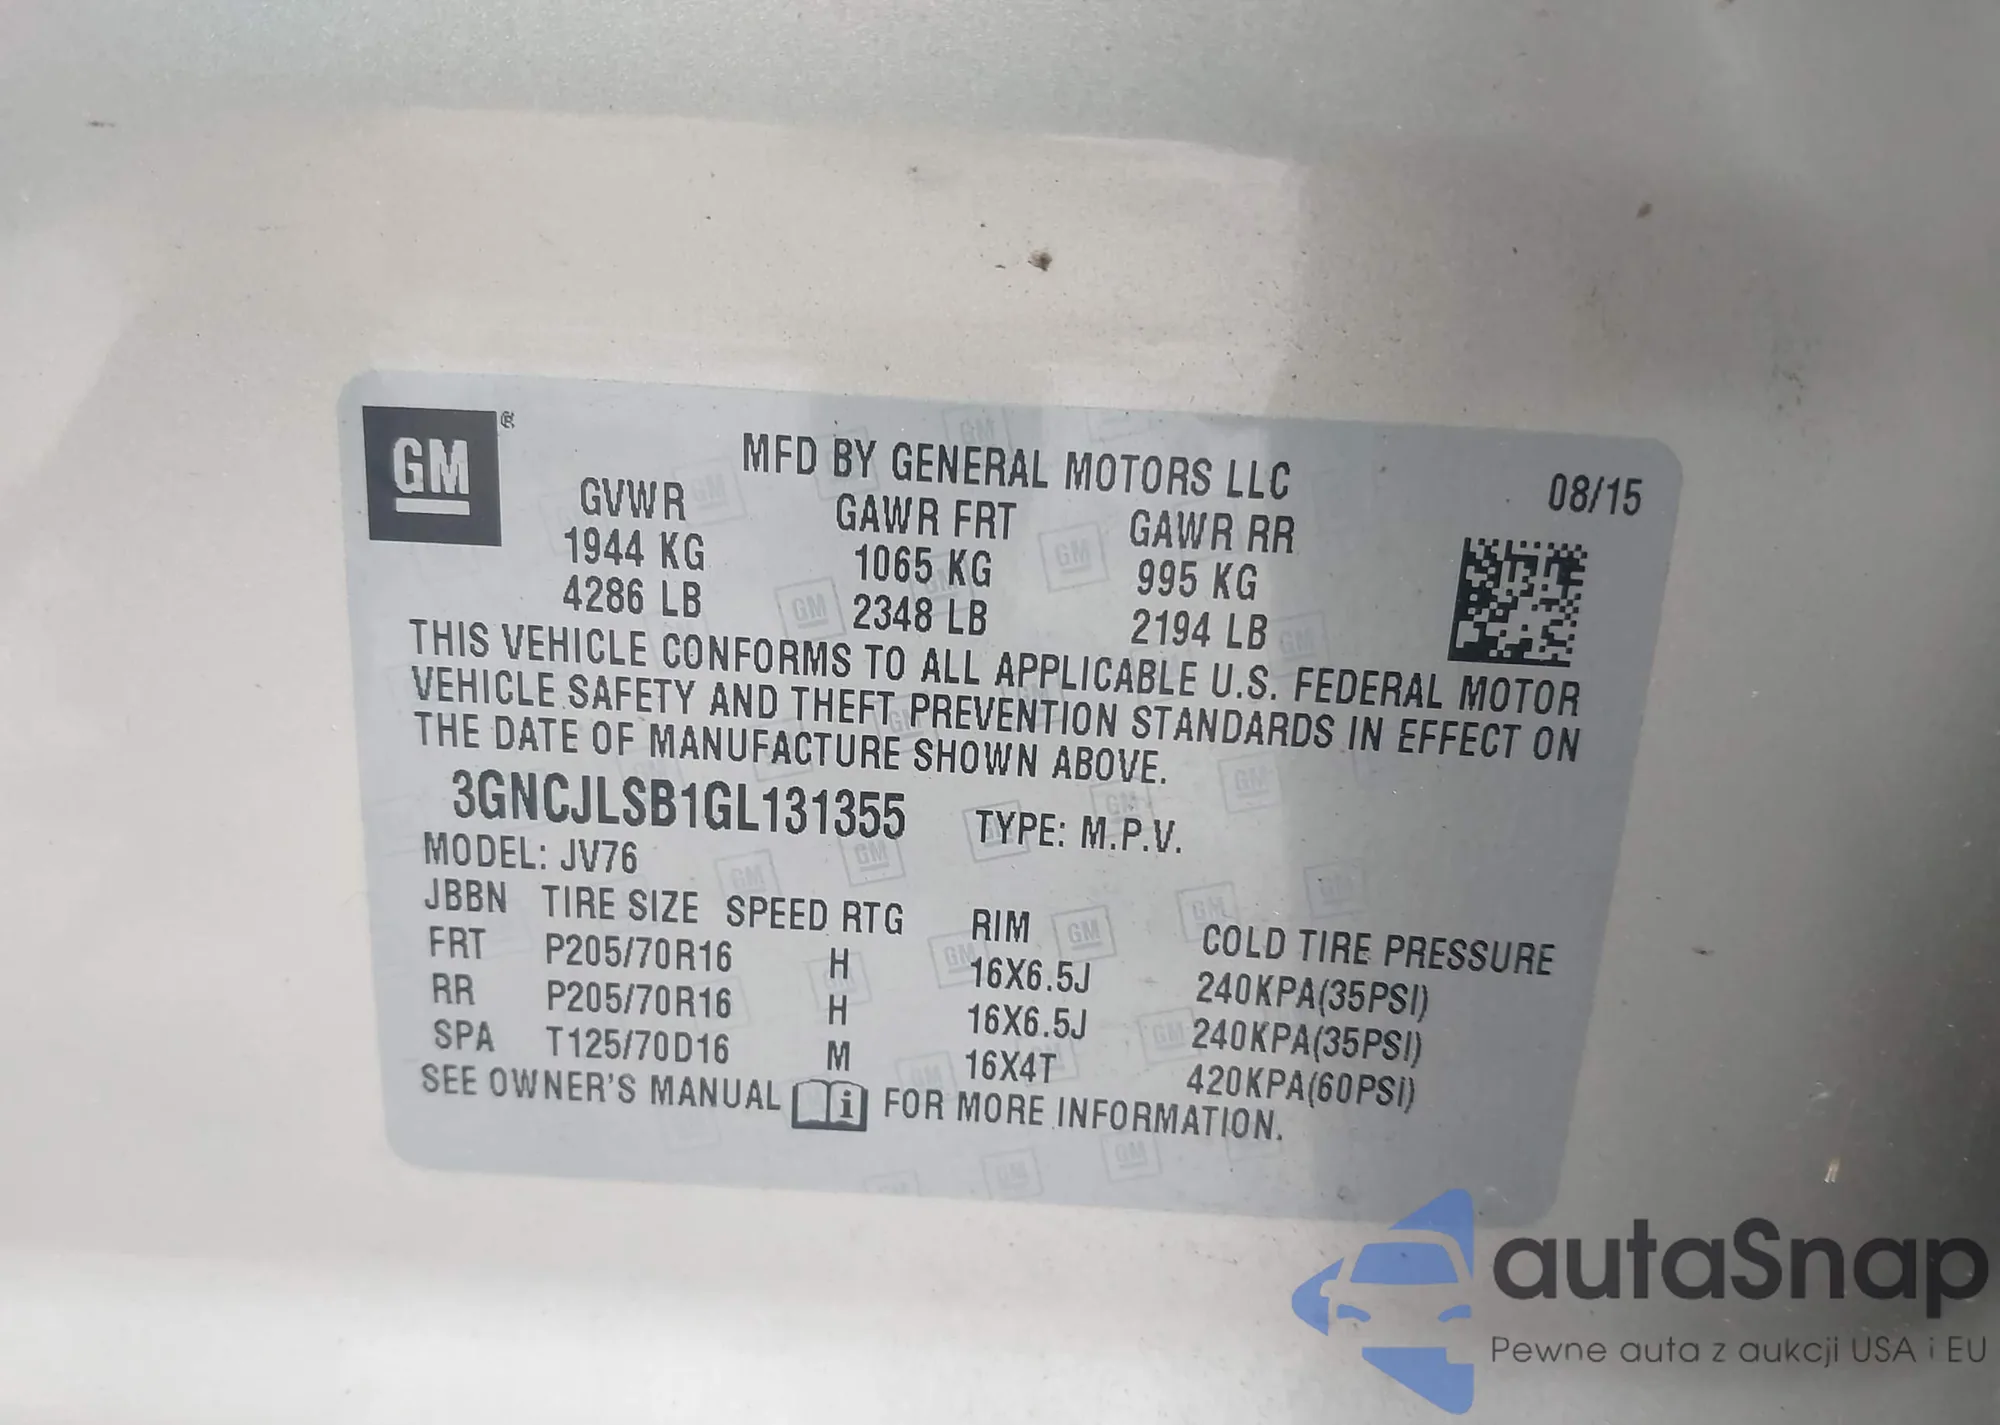 GM ®
MFD BY GENERAL MOTORS LLC 08/15
GVWR GAWR FRT GAWR RR
1944 KG 1065 KG 995 KG
4286 LB 2348 LB 2194 LB
THIS VEHICLE CONFORMS TO ALL APPLICABLE U.S. FEDERAL MOTOR
VEHICLE SAFETY AND THEFT PREVENTION STANDARDS IN EFFECT ON
THE DATE OF MANUFACTURE SHOWN ABOVE.
3GNCJLSB1GL131355 TYPE: M.P.V.
MODEL: JV76
JBBN TIRE SIZE SPEED RTG RIM COLD TIRE PRESSURE
FRT P205/70R16 H 16X6.5J 240KPA(35PSI)
RR P205/70R16 H 16X6.5J 240KPA(35PSI)
SPA T125/70D16 M 16X4T 420KPA(60PSI)
SEE OWNER'S MANUAL i FOR MORE INFORMATION.
autaSnap
Pewne auta z aukcji USA i EU